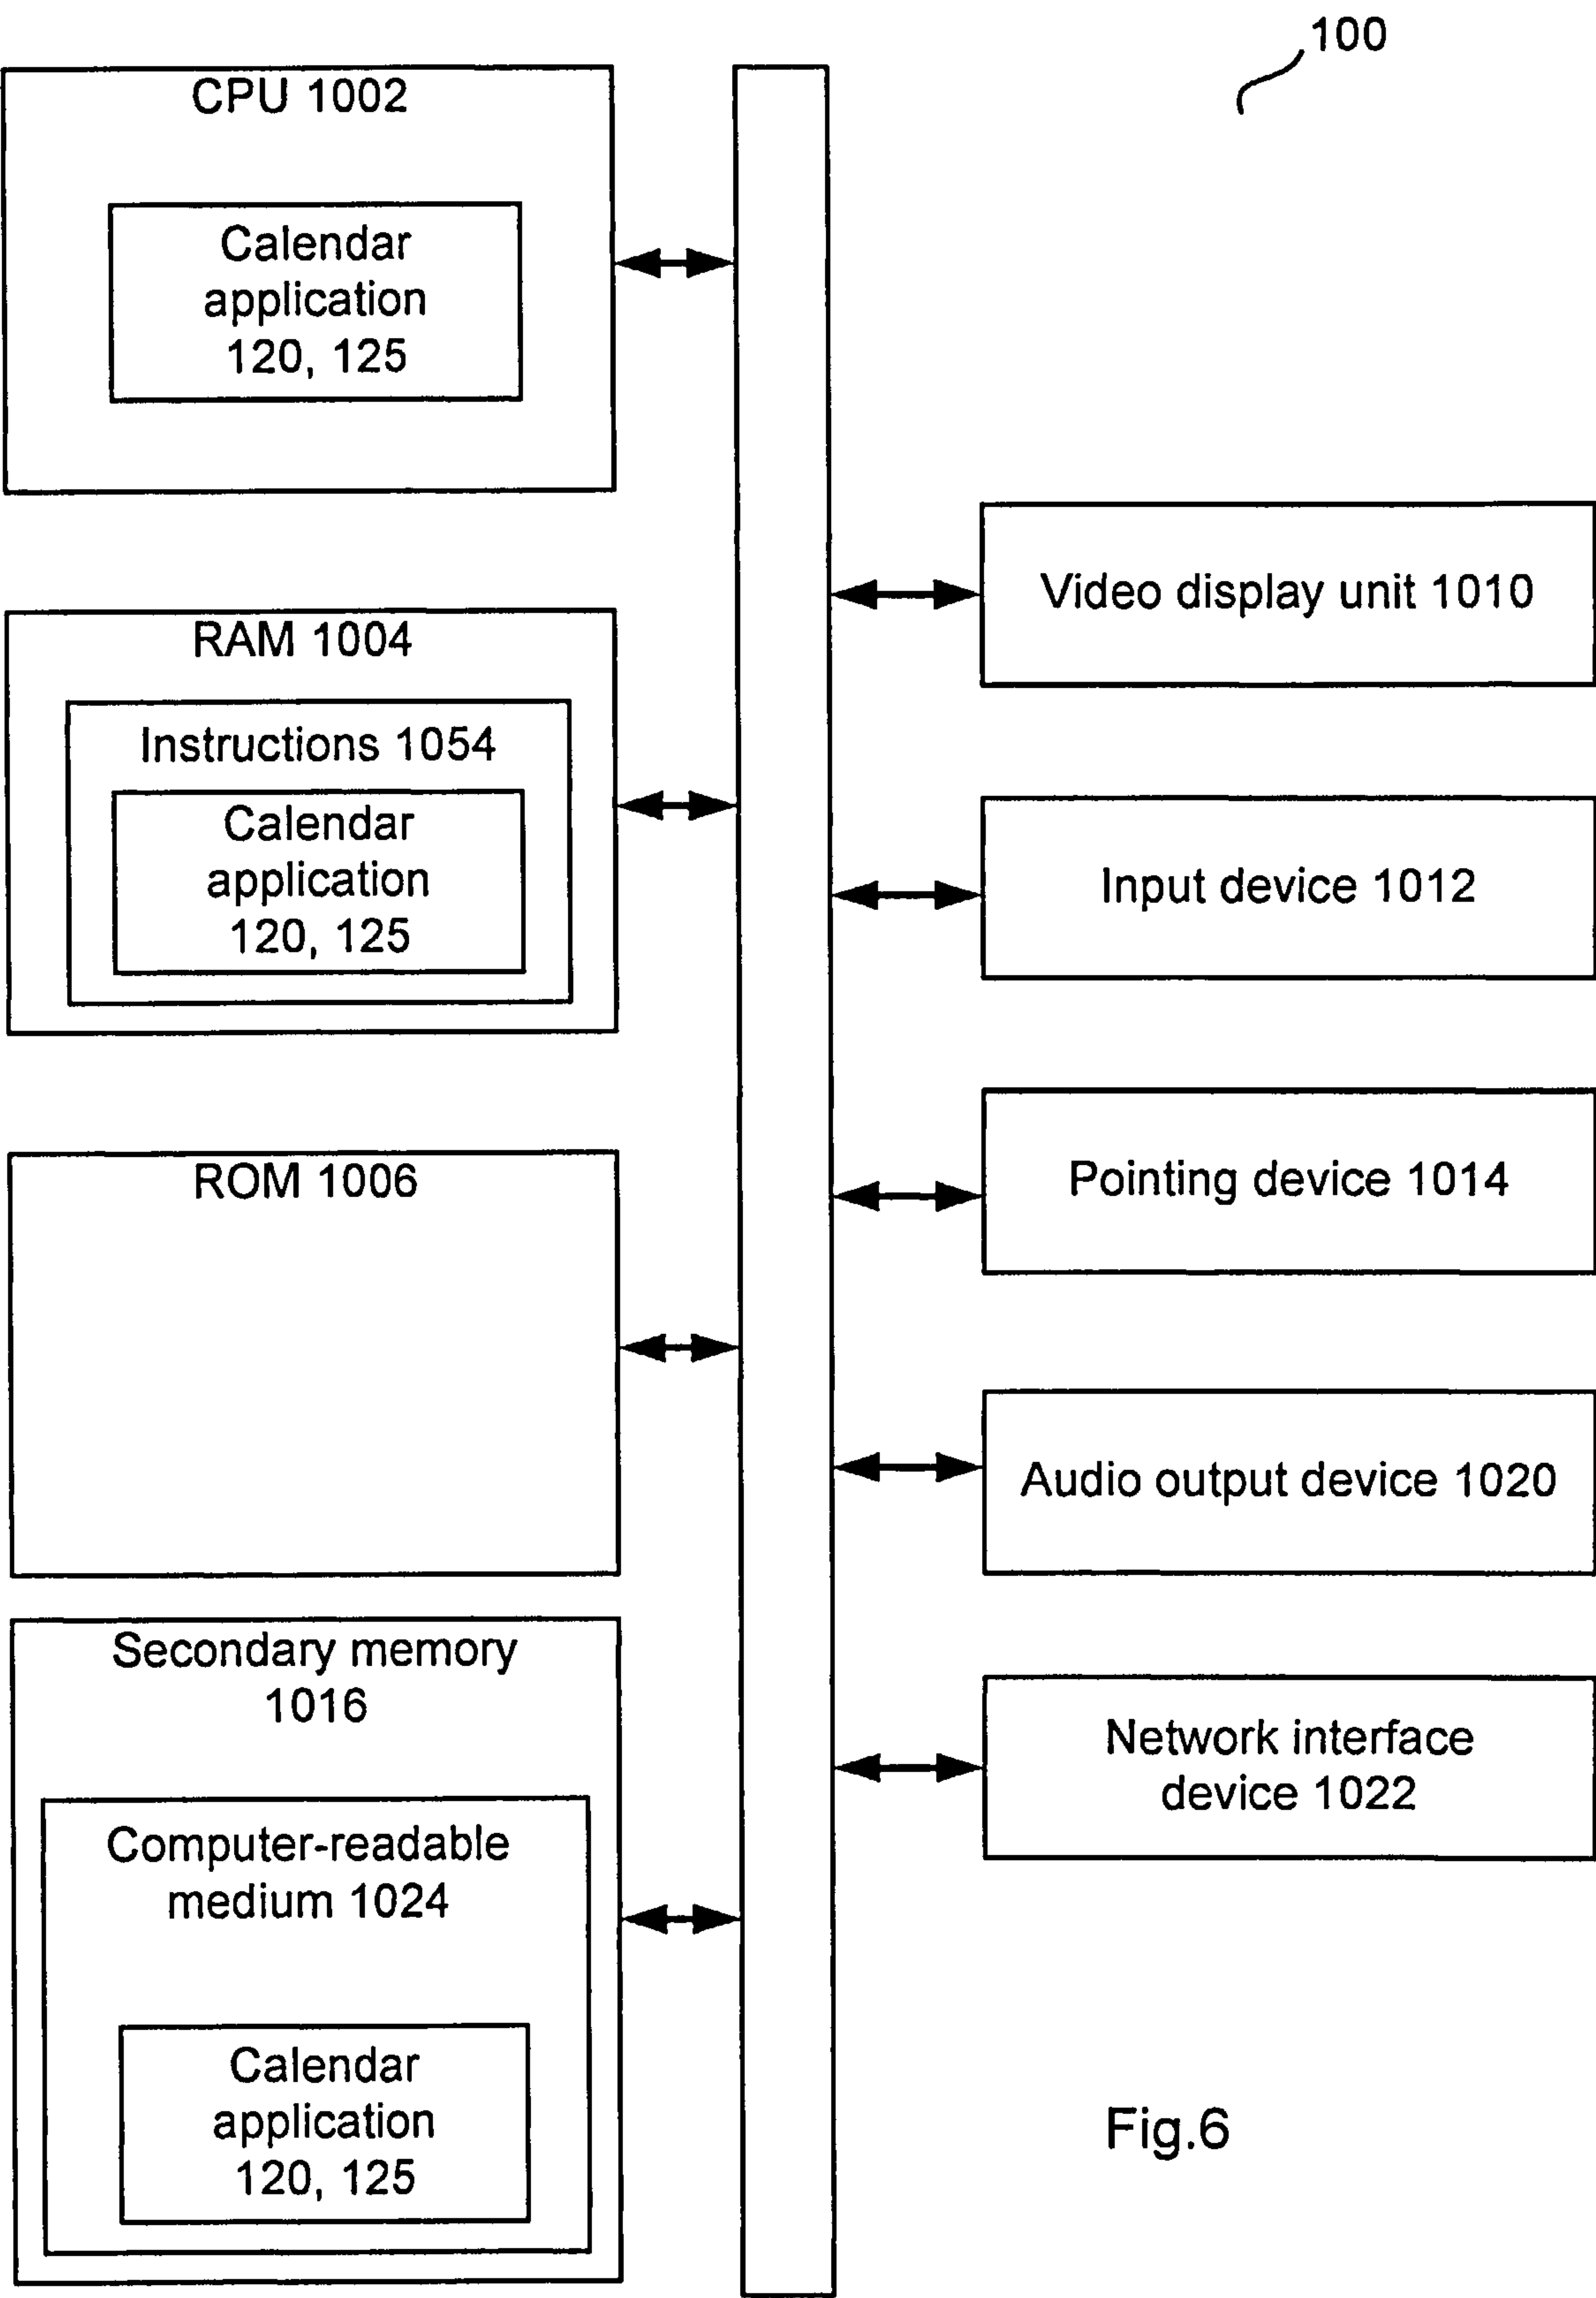 100
CPU 1002
Calendar
application
120, 125
RAM 1004
Instructions 1054
Calendar
application
120, 125
ROM 1006
Secondary memory
1016
Computer-readable
medium 1024
Calendar
application
120, 125
Video display unit 1010
Input device 1012
Pointing device 1014
Audio output device 1020
Network interface
device 1022
Fig.6